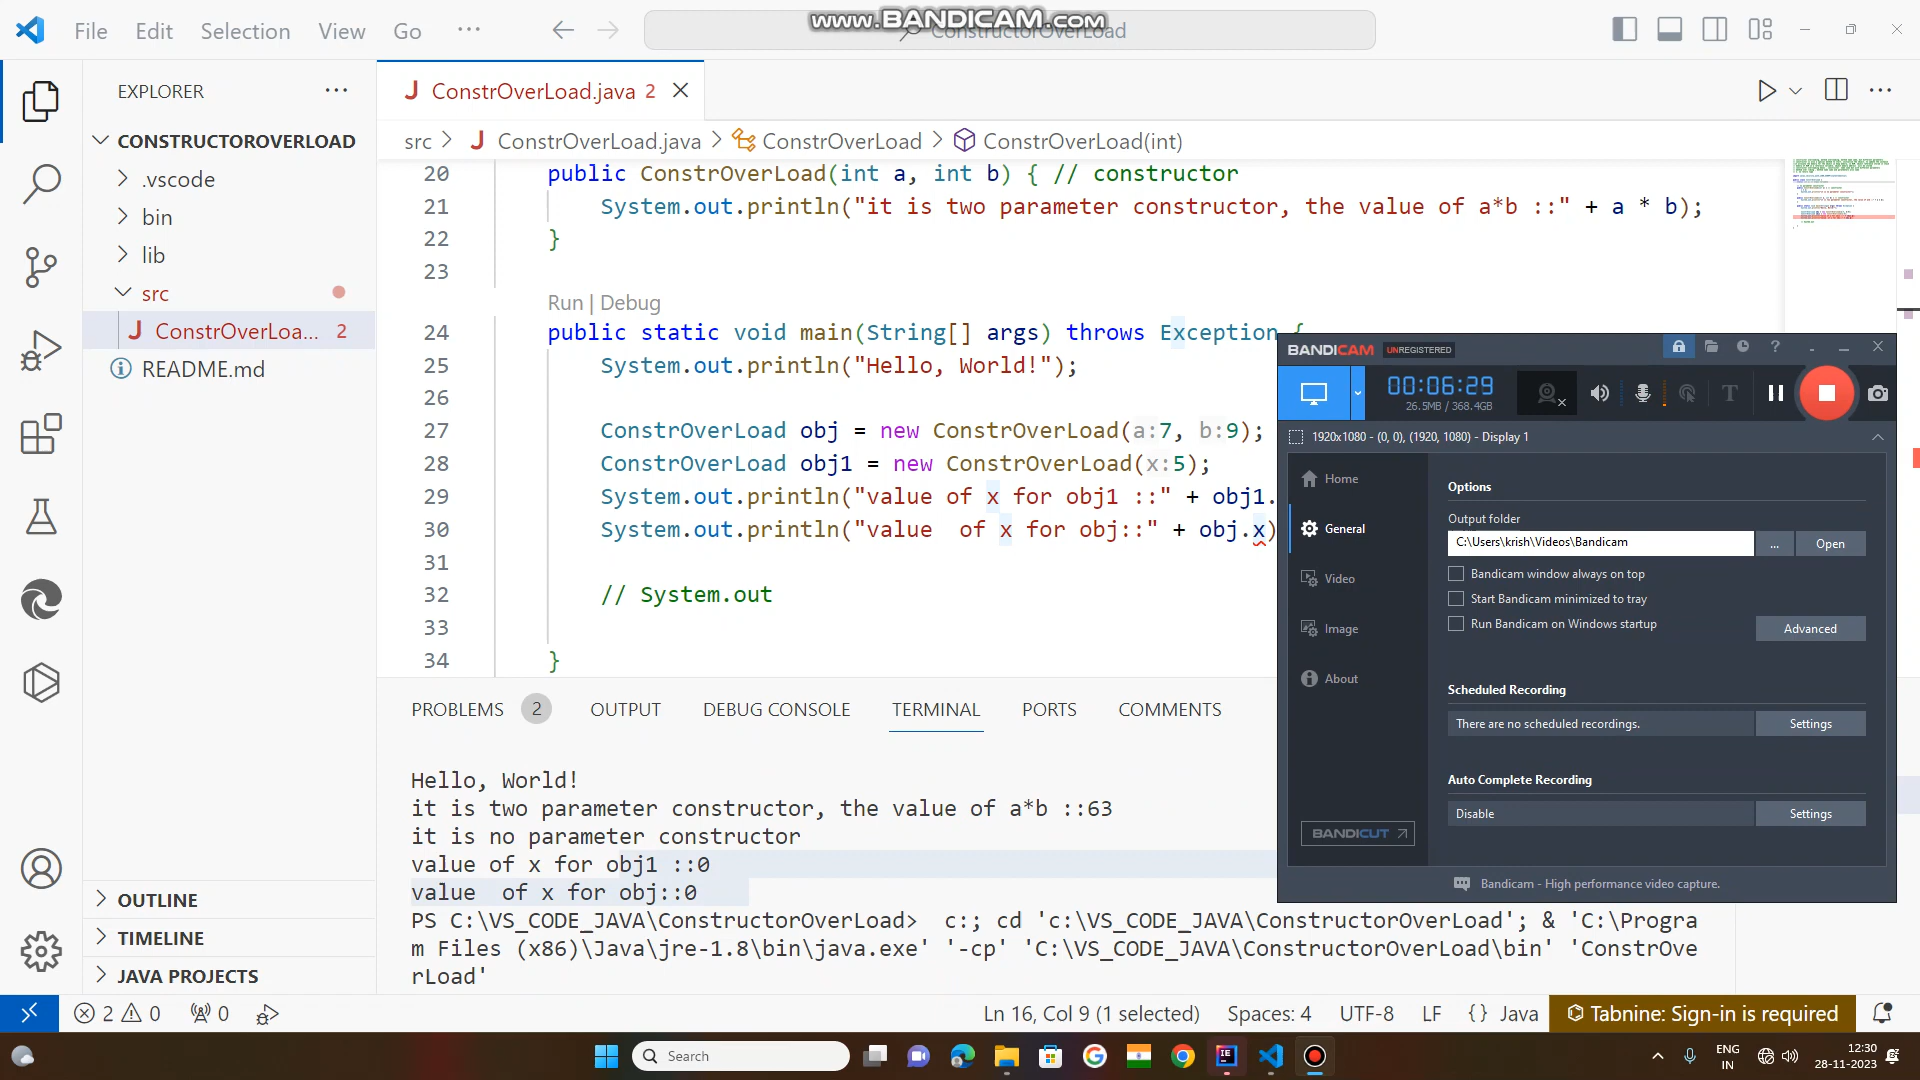 File Edit Selection View Go ··· www.BANDICAM.com ConstructorOverLoad
EXPLORER ···
CONSTRUCTOROVERLOAD
.vscode
bin
lib
src
ConstrOverLoa... 2
README.md
OUTLINE
TIMELINE
JAVA PROJECTS
ConstrOverLoad.java 2
src > ConstrOverLoad.java > ConstrOverLoad > ConstrOverLoad(int)
20 public ConstrOverLoad(int a, int b) { // constructor
21 System.out.println("it is two parameter constructor, the value of a*b ::" + a * b);
22 }
23
Run | Debug
24 public static void main(String[] args) throws Exception {
25 System.out.println("Hello, World!");
26
27 ConstrOverLoad obj = new ConstrOverLoad(a:7, b:9);
28 ConstrOverLoad obj1 = new ConstrOverLoad(x:5);
29 System.out.println("value of x for obj1 ::" + obj1.
30 System.out.println("value  of x for obj::" + obj.x)
31
32 // System.out
33
34 }
PROBLEMS 2 OUTPUT DEBUG CONSOLE TERMINAL PORTS COMMENTS
Hello, World!
it is two parameter constructor, the value of a*b ::63
it is no parameter constructor
value of x for obj1 ::0
value  of x for obj::0
PS C:\VS_CODE_JAVA\ConstructorOverLoad>  c:; cd 'c:\VS_CODE_JAVA\ConstructorOverLoad'; & 'C:\Progra
m Files (x86)\Java\jre-1.8\bin\java.exe' '-cp' 'C:\VS_CODE_JAVA\ConstructorOverLoad\bin' 'ConstrOve
rLoad'
BANDICAM UNREGISTERED
00:06:29
26.5MB / 368.4GB
1920x1080 - (0, 0), (1920, 1080) - Display 1
Home
General
Video
Image
About
BANDICUT
Options
Output folder
C:\Users\krish\Videos\Bandicam ... Open
Bandicam window always on top
Start Bandicam minimized to tray
Run Bandicam on Windows startup
Advanced
Scheduled Recording
There are no scheduled recordings. Settings
Auto Complete Recording
Disable Settings
Bandicam - High performance video capture.
2 0 0 Ln 16, Col 9 (1 selected) Spaces: 4 UTF-8 LF {} Java Tabnine: Sign-in is required
Search
ENG
IN
12:30
28-11-2023